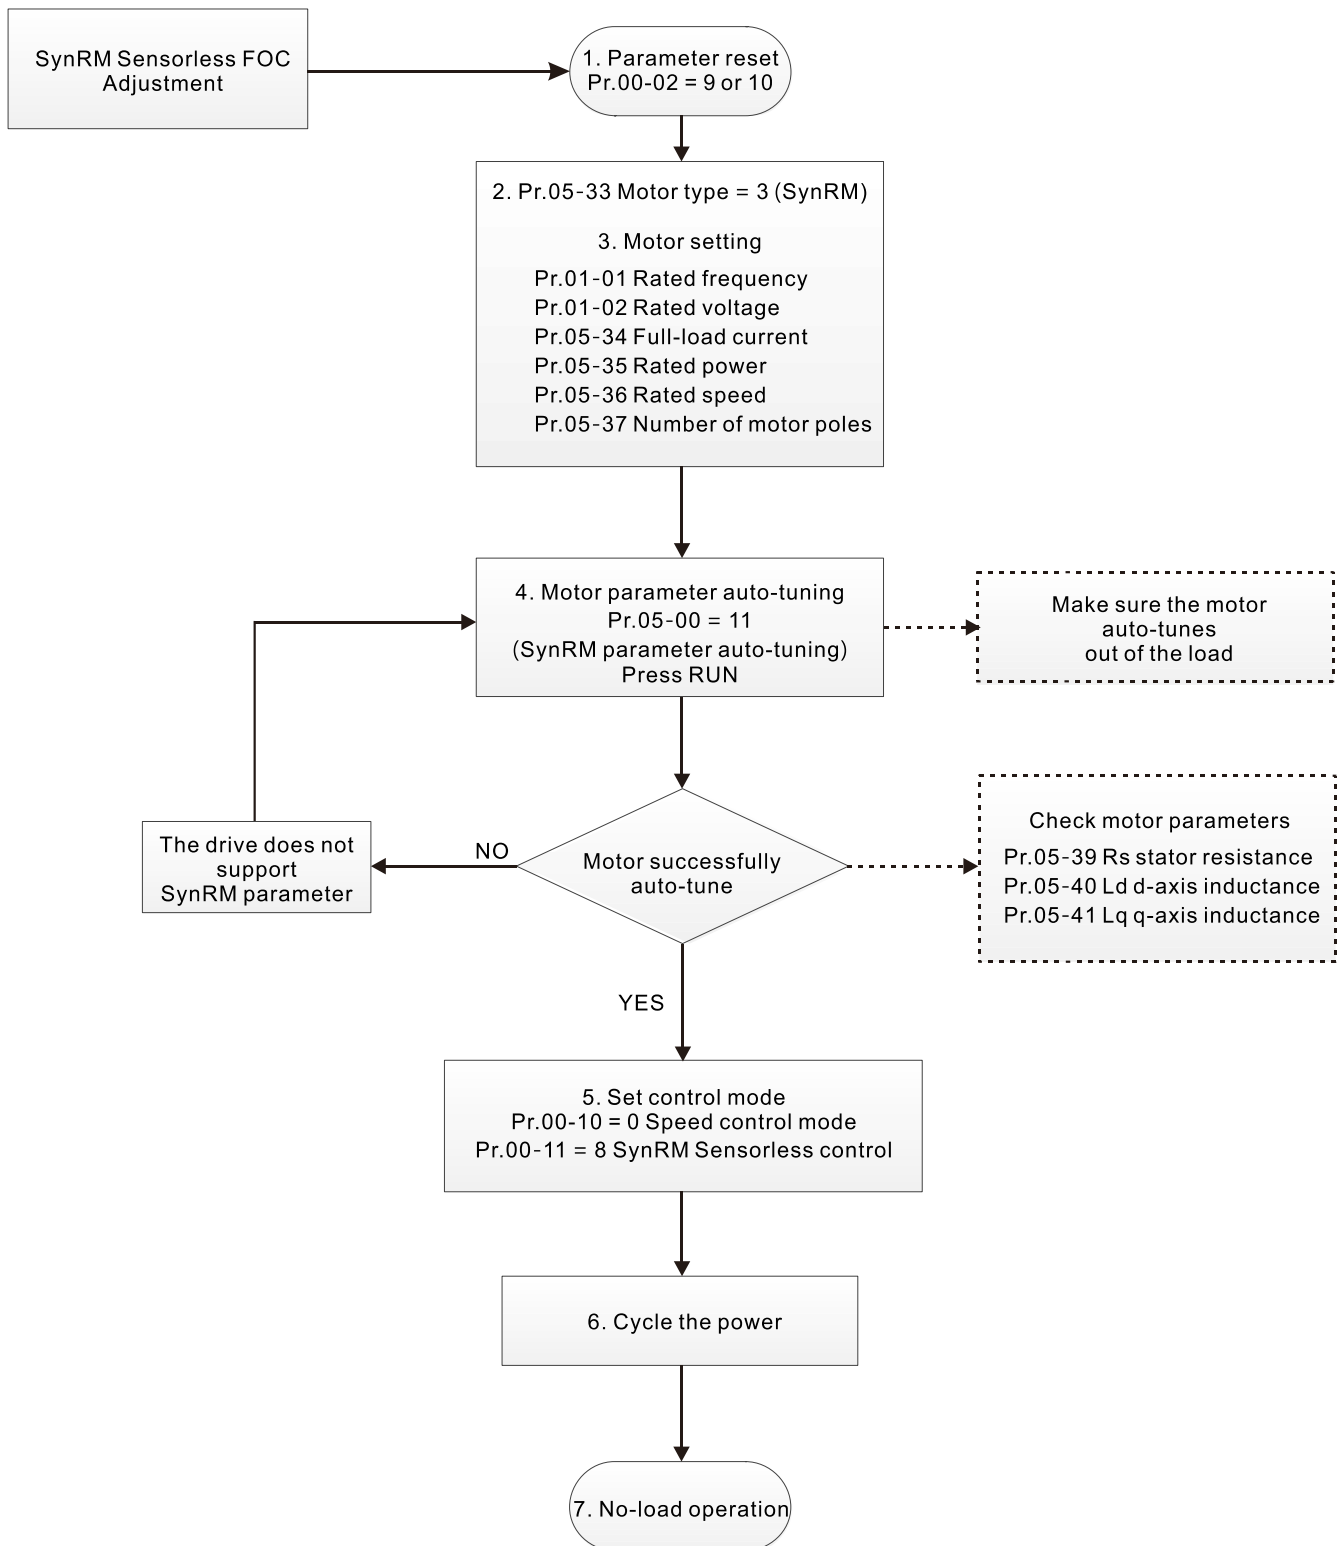 SynRM Sensorless FOC
Adjustment
1. Parameter reset
Pr.00-02 = 9 or 10
2. Pr.05-33 Motor type = 3 (SynRM)
3. Motor setting
Pr.01-01 Rated frequency
Pr.01-02 Rated voltage
Pr.05-34 Full-load current
Pr.05-35 Rated power
Pr.05-36 Rated speed
Pr.05-37 Number of motor poles
4. Motor parameter auto-tuning
Pr.05-00 = 11
(SynRM parameter auto-tuning)
Press RUN
Make sure the motor
auto-tunes
out of the load
Motor successfully
auto-tune
NO
The drive does not
support
SynRM parameter
Check motor parameters
Pr.05-39 Rs stator resistance
Pr.05-40 Ld d-axis inductance
Pr.05-41 Lq q-axis inductance
YES
5. Set control mode
Pr.00-10 = 0 Speed control mode
Pr.00-11 = 8 SynRM Sensorless control
6. Cycle the power
7. No-load operation